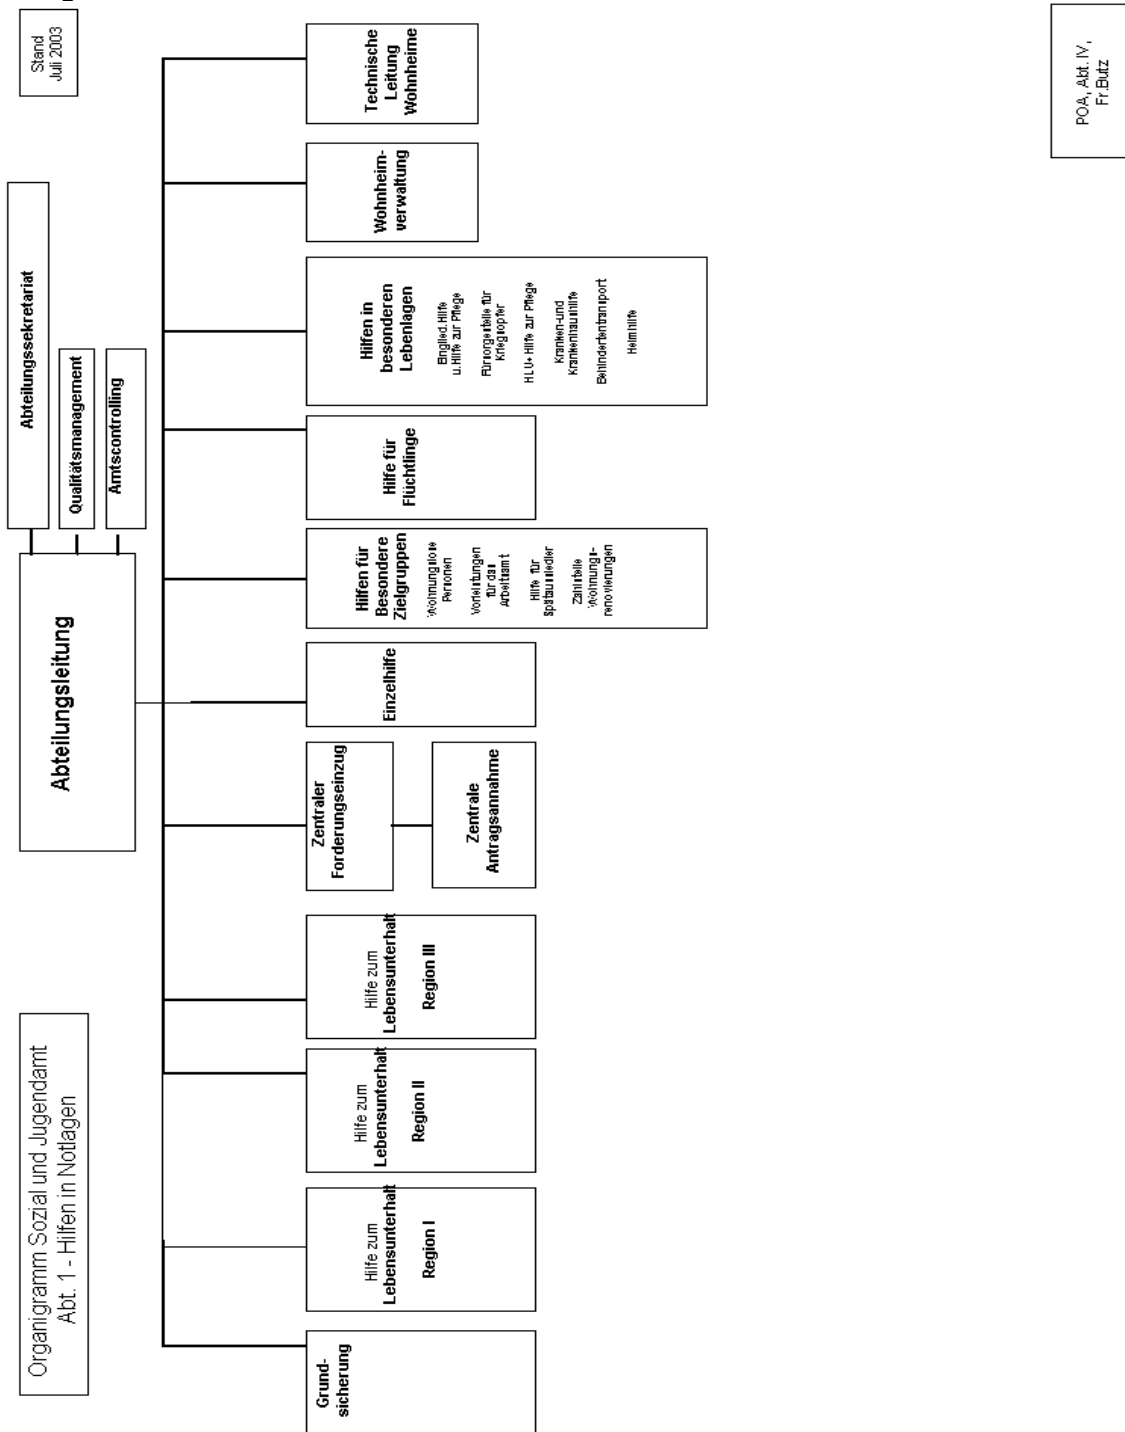 Organigramm Sozial und Jugendamt
Abt. 1 - Hilfen in Notlagen
Stand
Juli 2003
Abteilungsleitung
Abteilungssekretariat
Qualitätsmanagement
Amtscontrolling
Grund-
sicherung
Hilfe zum
Lebensunterhalt
Region I
Hilfe zum
Lebensunterhalt
Region II
Hilfe zum
Lebensunterhalt
Region III
Zentraler
Forderungseinzug
Zentrale
Antragsannahme
Einzelhilfe
Hilfen für
Besondere
Zielgruppen
Wohnungslose
Personen
Vorleistungen
für das
Arbeitsamt
Hilfe für
Spätaussiedler
Zahlstelle
Wohnungs-
renovierungen
Hilfe für
Flüchtlinge
Hilfen in
besonderen
Lebenlagen
Einglied.Hilfe
u.Hilfe zur Pflege
Fürsorgestelle für
Kriegsopfer
HLU+ Hilfe zur Pflege
Kranken-und
Krankenhaushilfe
Behindertentransport
Heimhilfe
Wohnheim-
verwaltung
Technische
Leitung
Wohnheime
POA, Abt. IV,
Fr.Butz